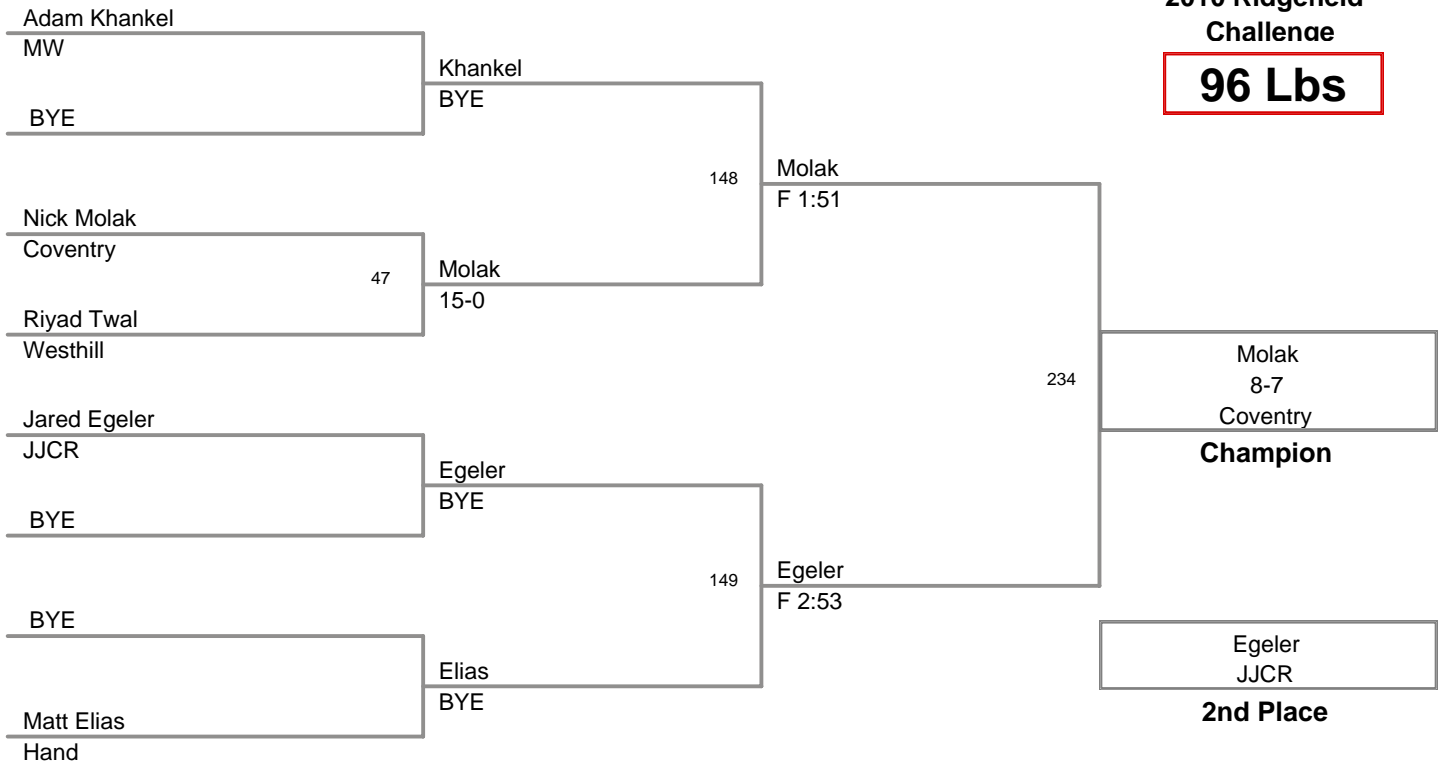 Challenge
96 Lbs
Adam Khankel
MW
BYE
Khankel
BYE
Nick Molak
Coventry
47
Riyad Twal
Westhill
Molak
15-0
148
Molak
F 1:51
Jared Egeler
JJCR
BYE
Egeler
BYE
BYE
Matt Elias
Hand
Elias
BYE
149
Egeler
F 2:53
234
Molak
8-7
Coventry
Champion
Egeler
JJCR
2nd Place